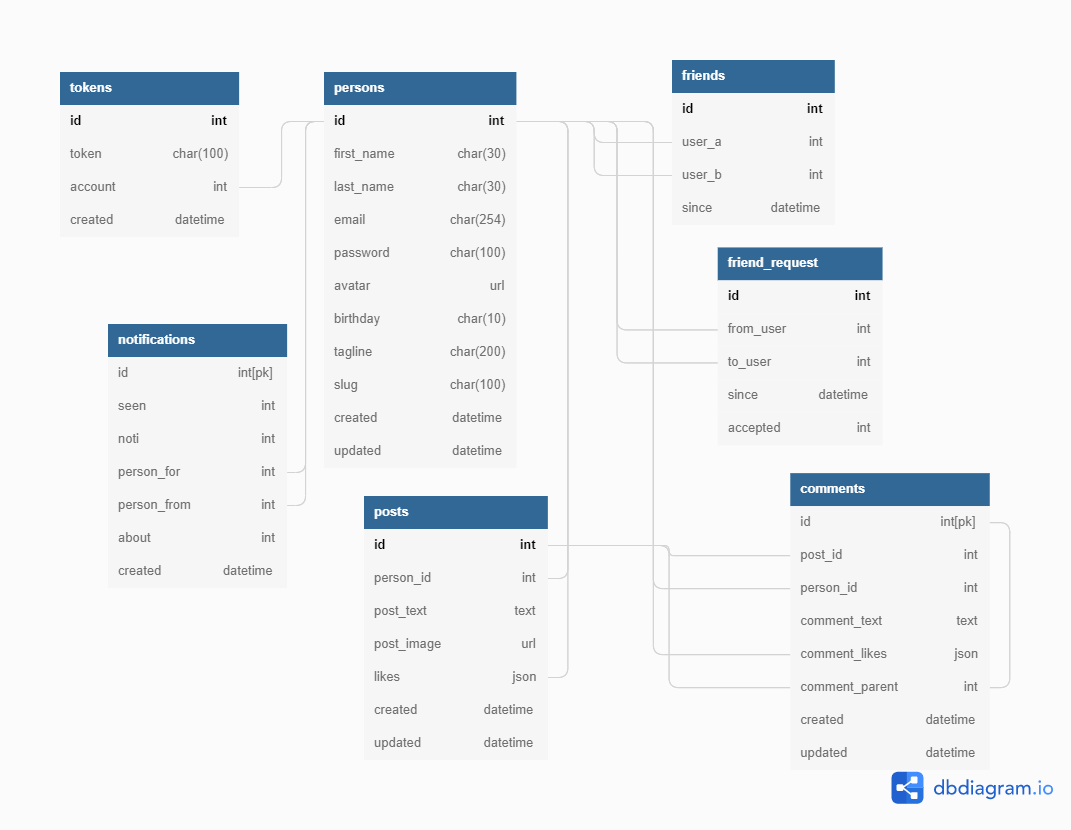 tokens
id int
token char(100)
account int
created datetime
persons
id int
first_name char(30)
last_name char(30)
email char(254)
password char(100)
avatar url
birthday char(10)
tagline char(200)
slug char(100)
created datetime
updated datetime
friends
id int
user_a int
user_b int
since datetime
friend_request
id int
from_user int
to_user int
since datetime
accepted int
notifications
id int[pk]
seen int
noti int
person_for int
person_from int
about int
created datetime
posts
id int
person_id int
post_text text
post_image url
likes json
created datetime
updated datetime
comments
id int[pk]
post_id int
person_id int
comment_text text
comment_likes json
comment_parent int
created datetime
updated datetime
dbdiagram.io